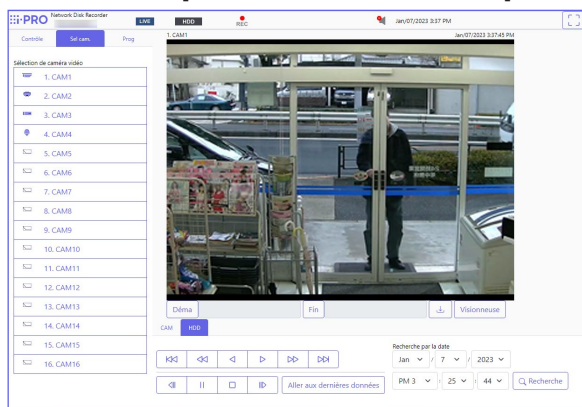 i-PRO Network Disk Recorder
LIVE
HDD
REC
Jan/07/2023 3:37 PM
Contrôle
Sel cam.
Prog
1. CAM1
Jan/07/2023 3:37:45 PM
Sélection de caméra vidéo
1. CAM1
2. CAM2
3. CAM3
4. CAM4
5. CAM5
6. CAM6
7. CAM7
8. CAM8
9. CAM9
10. CAM10
11. CAM11
12. CAM12
13. CAM13
14. CAM14
15. CAM15
16. CAM16
Déma
Fin
Visionneuse
CAM
HDD
Aller aux dernières données
Recherche par la date
Jan / 7 / 2023
PM 3 : 25 : 44
Recherche